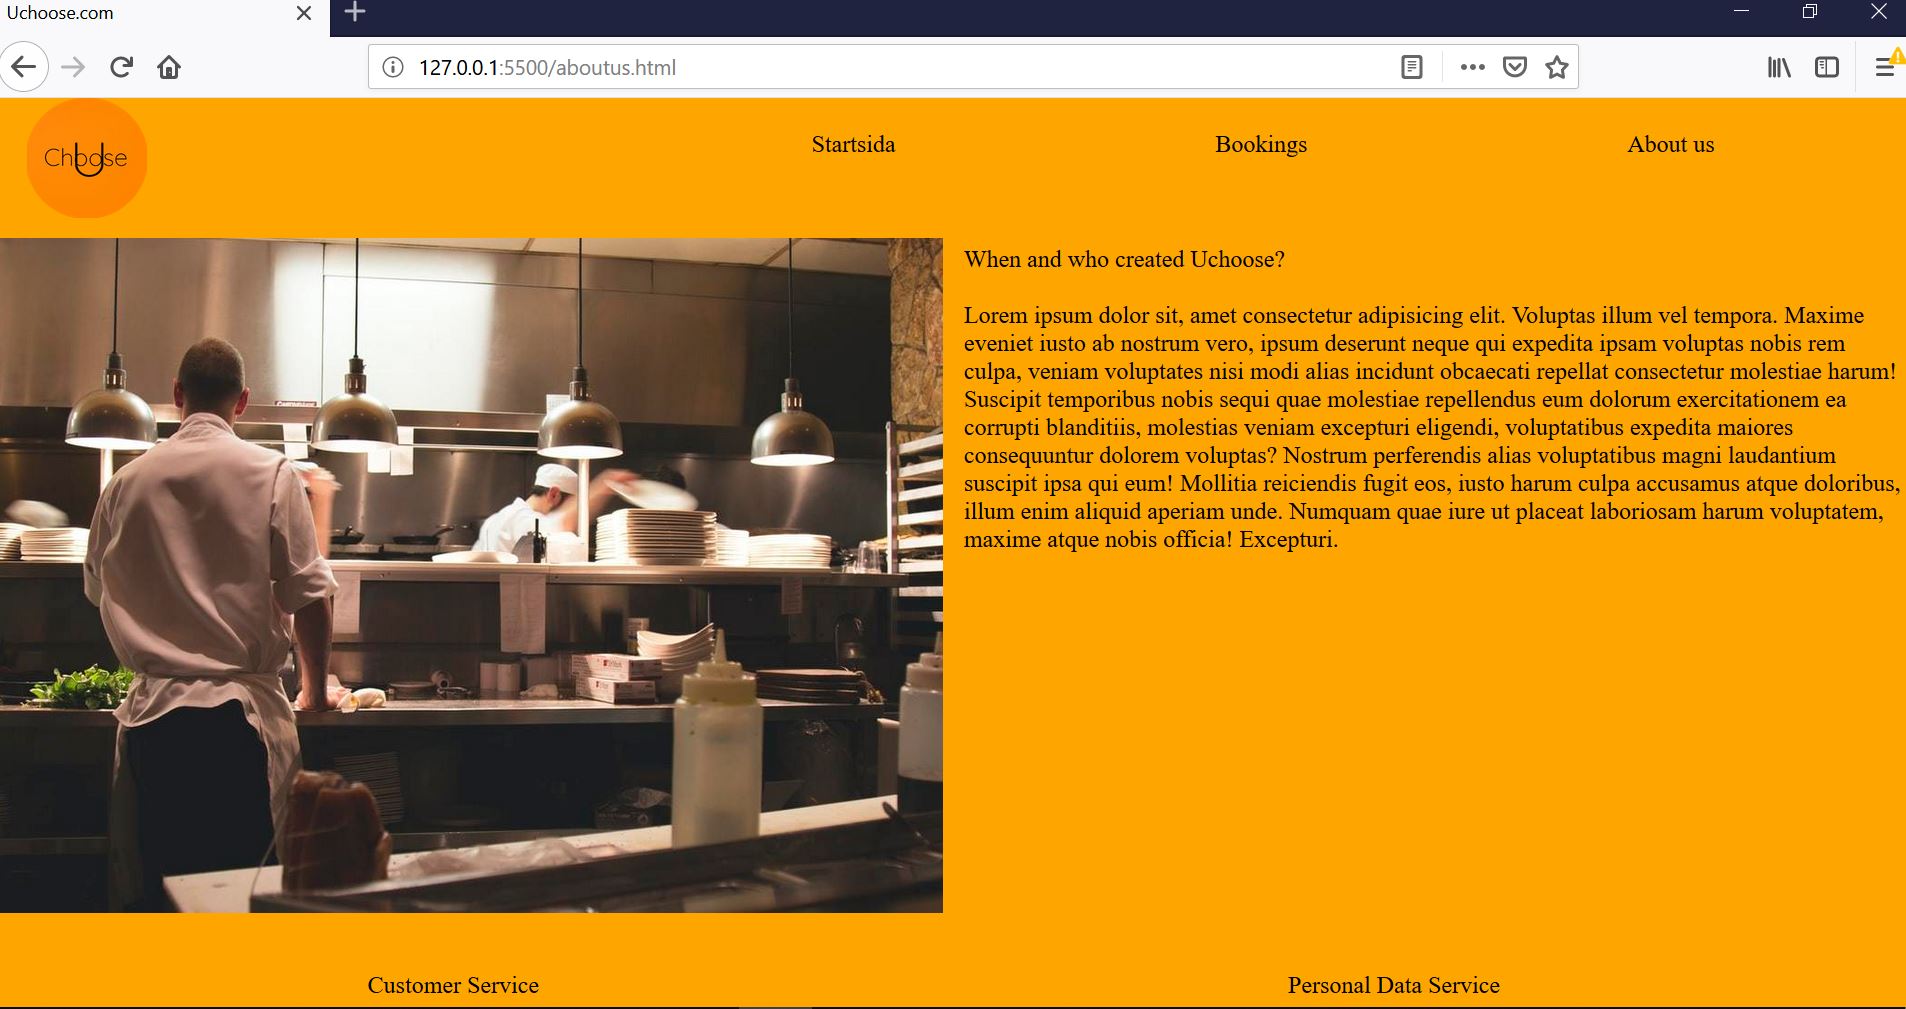 Uchoose.com
127.0.0.1:5500/aboutus.html
Choose
Startsida
Bookings
About us
When and who created Uchoose?
Lorem ipsum dolor sit, amet consectetur adipisicing elit. Voluptas illum vel tempora. Maxime
eveniet iusto ab nostrum vero, ipsum deserunt neque qui expedita ipsam voluptas nobis rem
culpa, veniam voluptates nisi modi alias incidunt obcaecati repellat consectetur molestiae harum!
Suscipit temporibus nobis sequi quae molestiae repellendus eum dolorum exercitationem ea
corrupti blanditiis, molestias veniam excepturi eligendi, voluptatibus expedita maiores
consequuntur dolorem voluptas? Nostrum perferendis alias voluptatibus magni laudantium
suscipit ipsa qui eum! Mollitia reiciendis fugit eos, iusto harum culpa accusamus atque doloribus,
illum enim aliquid aperiam unde. Numquam quae iure ut placeat laboriosam harum voluptatem,
maxime atque nobis officia! Excepturi.
Customer Service
Personal Data Service